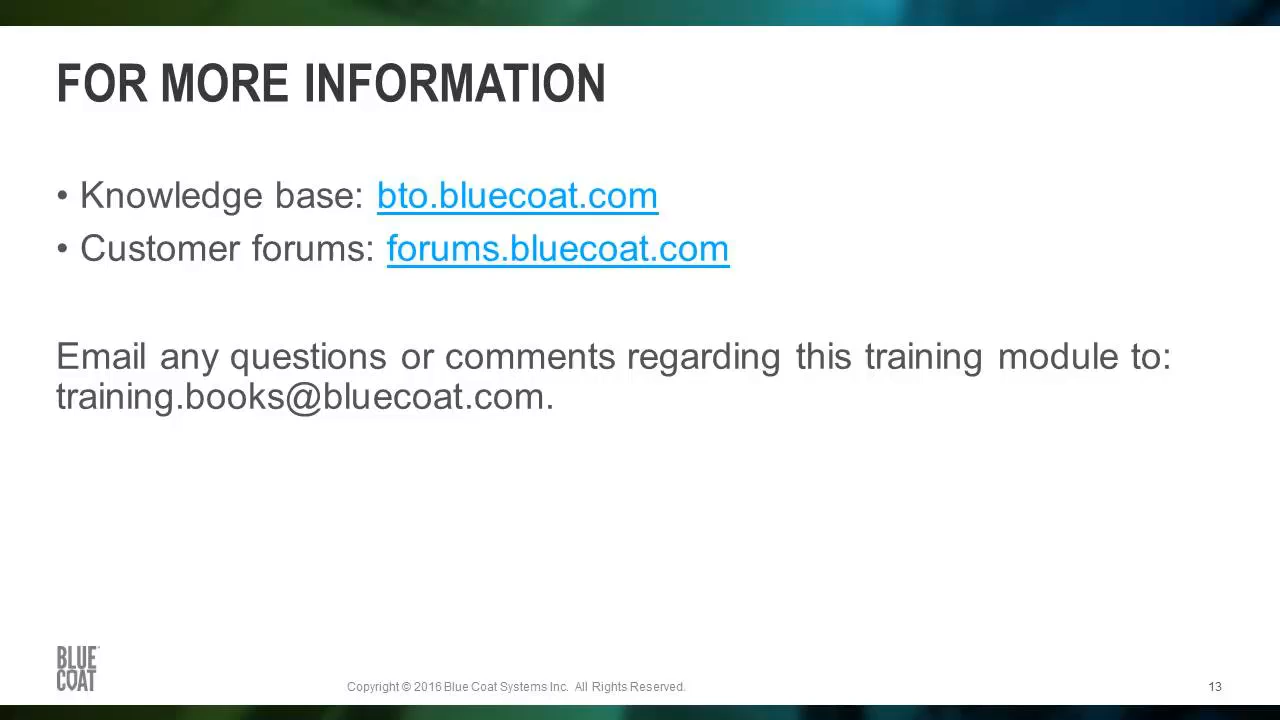 FOR MORE INFORMATION
• Knowledge base: bto.bluecoat.com
• Customer forums: forums.bluecoat.com
Email any questions or comments regarding this training module to:
training.books@bluecoat.com.
BLUE
COAT
Copyright © 2016 Blue Coat Systems Inc. All Rights Reserved.
13